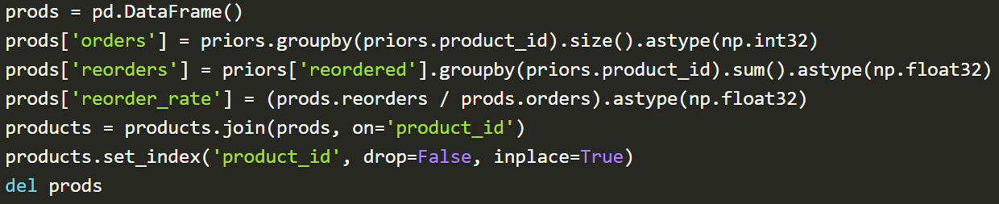 prods = pd.DataFrame()
prods['orders'] = priors.groupby(priors.product_id).size().astype(np.int32)
prods['reorders'] = priors['reordered'].groupby(priors.product_id).sum().astype(np.float32)
prods['reorder_rate'] = (prods.reorders / prods.orders).astype(np.float32)
products = products.join(prods, on='product_id')
products.set_index('product_id', drop=False, inplace=True)
del prods